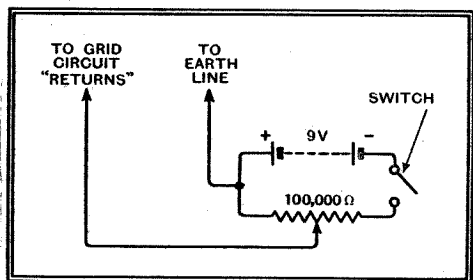 TO GRID
CIRCUIT
"RETURNS"
TO
EARTH
LINE
SWITCH
+ 9V -
100,000 Ω